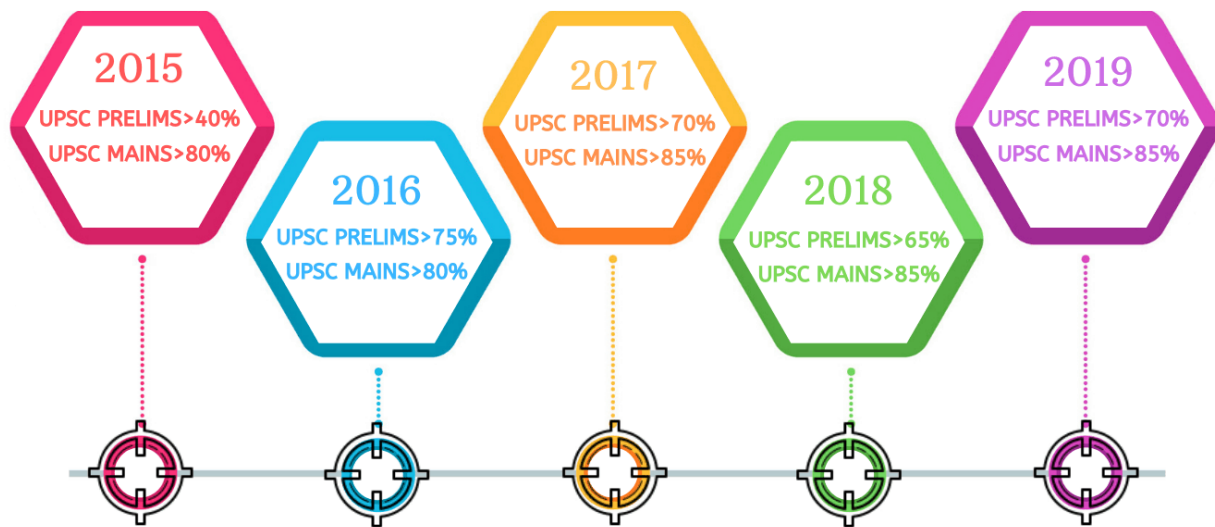 2015
UPSC PRELIMS>40%
UPSC MAINS>80%
2016
UPSC PRELIMS>75%
UPSC MAINS>80%
2017
UPSC PRELIMS>70%
UPSC MAINS>85%
2018
UPSC PRELIMS>65%
UPSC MAINS>85%
2019
UPSC PRELIMS>70%
UPSC MAINS>85%